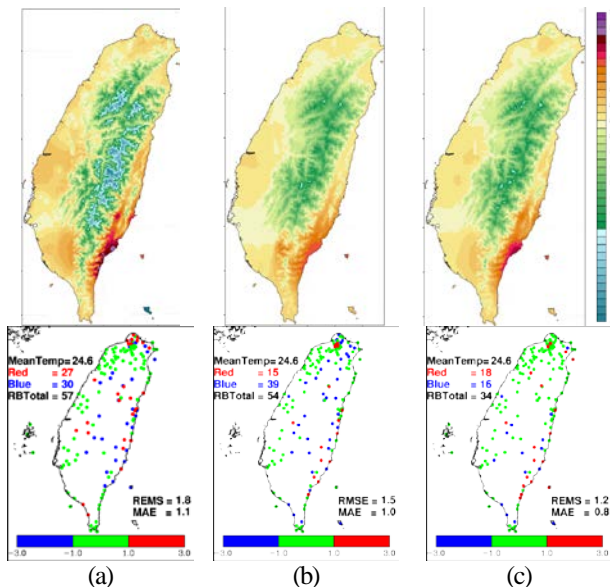 MeanTemp= 24.6
Red = 27
Blue = 30
RBTotal = 57
REMS = 1.8
MAE = 1.1
-3.0 -1.0 1.0 3.0
(a)
MeanTemp= 24.6
Red = 15
Blue = 39
RBTotal = 54
RMSE = 1.5
MAE = 1.0
-3.0 -1.0 1.0 3.0
(b)
MeanTemp= 24.6
Red = 18
Blue = 16
RBTotal = 34
REMS = 1.2
MAE = 0.8
-3.0 -1.0 1.0 3.0
(c)